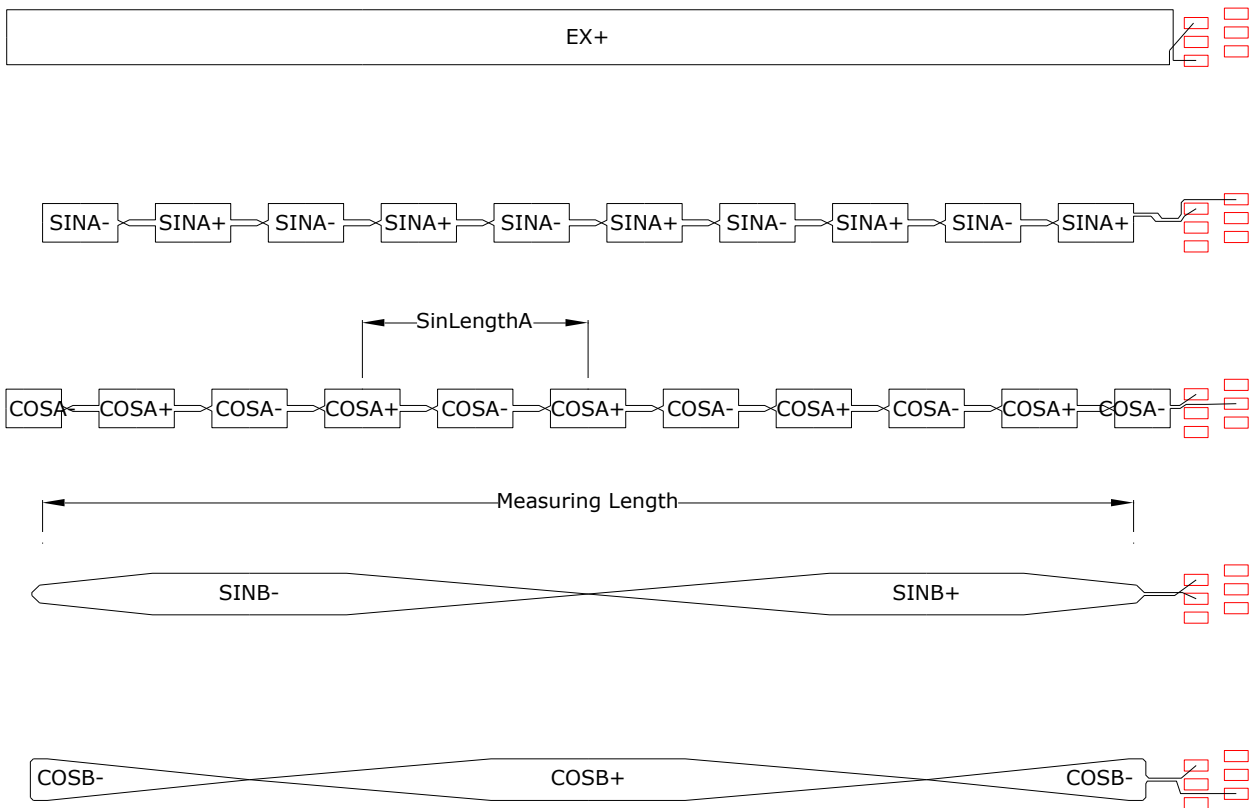 EX+
SINA- SINA+ SINA- SINA+ SINA- SINA+ SINA- SINA+ SINA- SINA+
SinLengthA
COSA- COSA+ COSA- COSA+ COSA- COSA+ COSA- COSA+ COSA- COSA+ COSA-
Measuring Length
SINB- SINB+
COSB- COSB+ COSB-